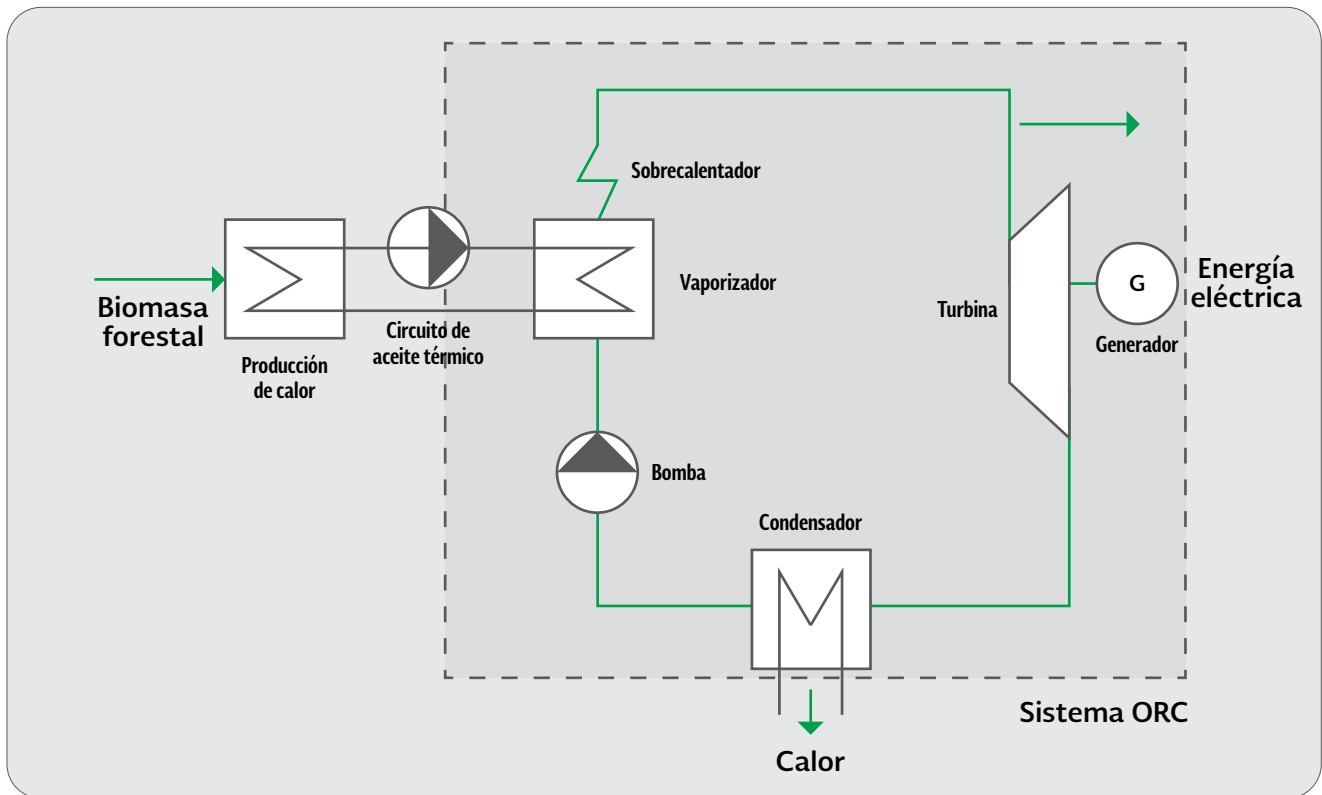 Sobrecalentador
Biomasa
forestal
Producción
de calor
Circuito de
aceite térmico
Vaporizador
Turbina
G
Generador
Energía
eléctrica
Bomba
Condensador
Sistema ORC
Calor